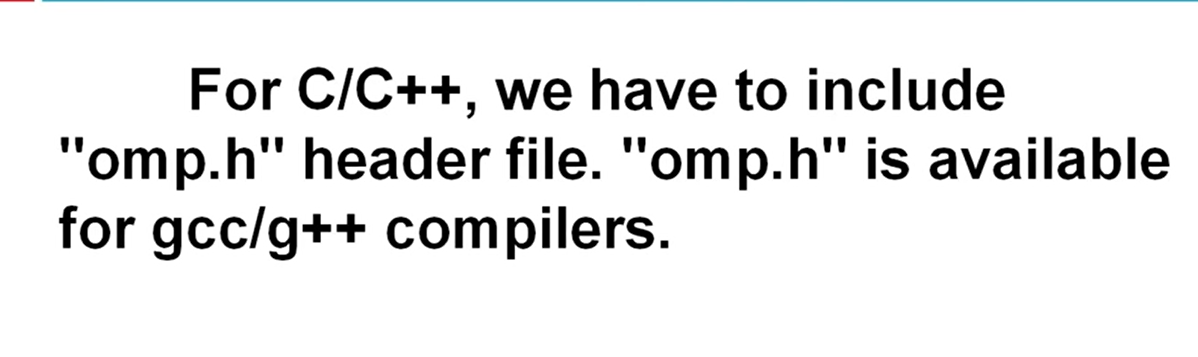 For C/C++, we have to include
"omp.h" header file. "omp.h" is available
for gcc/g++ compilers.